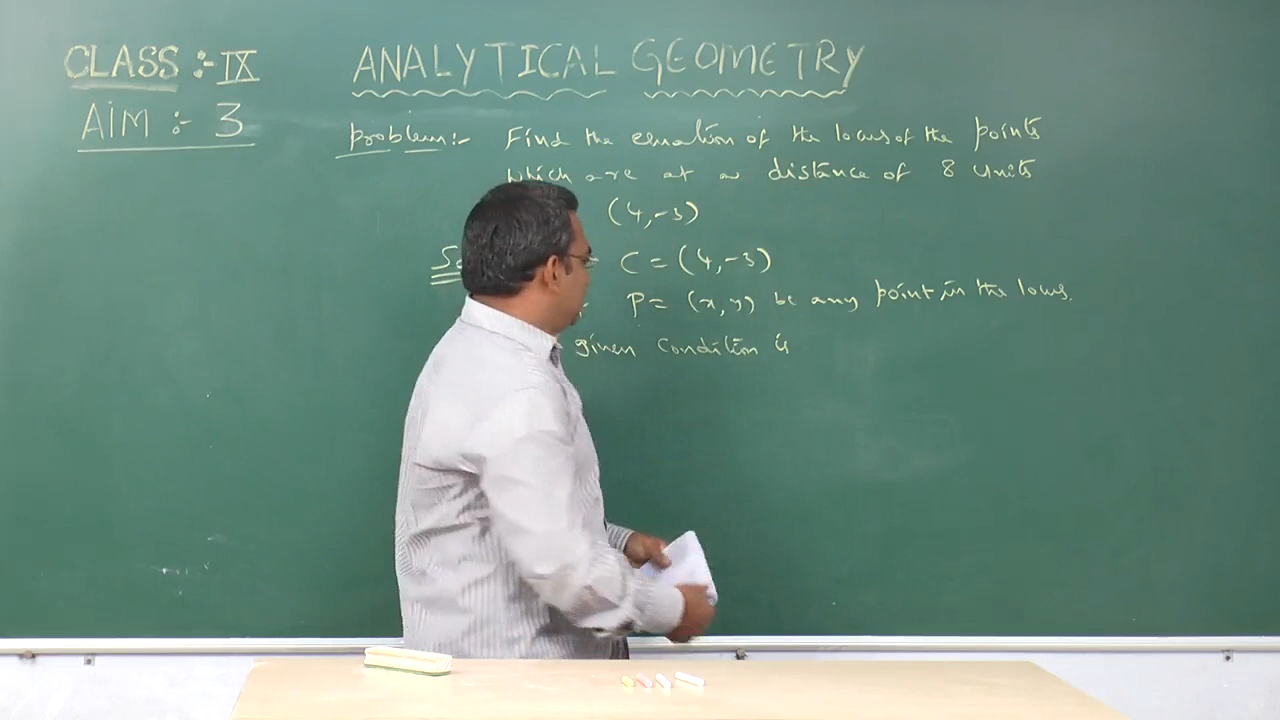 CLASS :- IX
ANALYTICAL GEOMETRY
AIM :- 3
Problem:- Find the equation of the locus of the points
which are at a distance of 8 units
(4,-3)
C = (4,-3)
P = (x,y) be any point in the locus.
given condition is